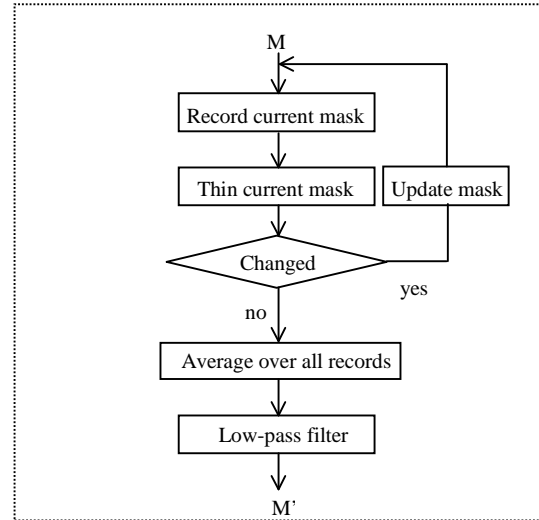 M
Record current mask
Thin current mask
Update mask
Changed
yes
no
Average over all records
Low-pass filter
M'